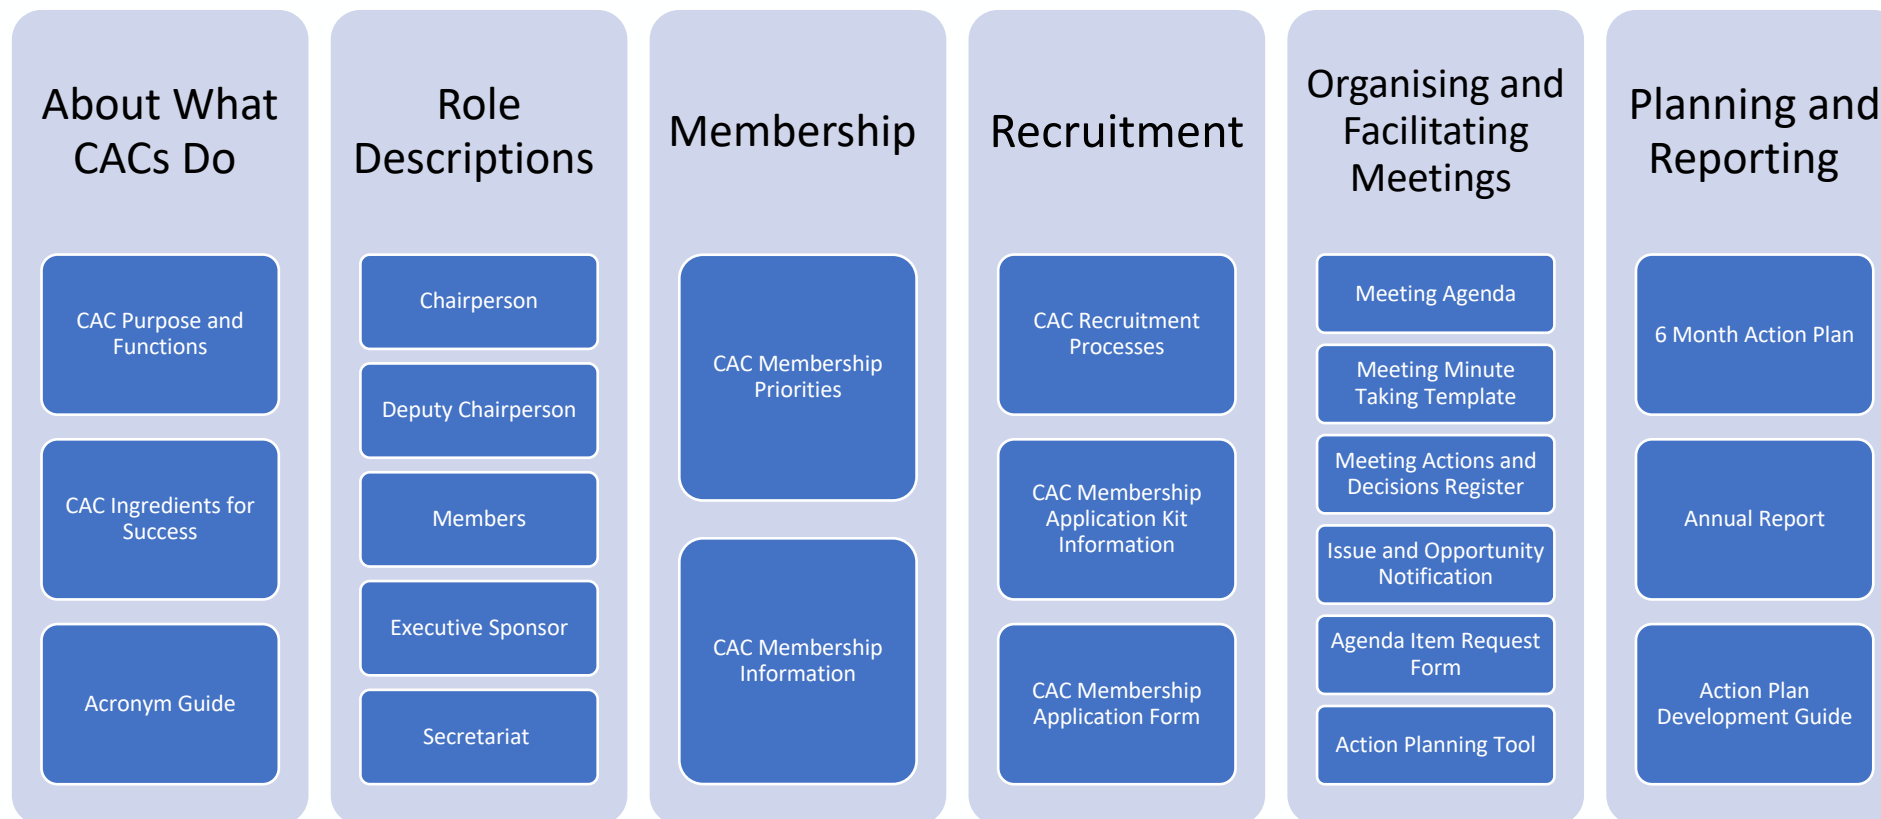 About What
CACs Do
CAC Purpose and
Functions
CAC Ingredients for
Success
Acronym Guide
Role
Descriptions
Chairperson
Deputy Chairperson
Members
Executive Sponsor
Secretariat
Membership
CAC Membership
Priorities
CAC Membership
Information
Recruitment
CAC Recruitment
Processes
CAC Membership
Application Kit
Information
CAC Membership
Application Form
Organising and
Facilitating
Meetings
Meeting Agenda
Meeting Minute
Taking Template
Meeting Actions and
Decisions Register
Issue and Opportunity
Notification
Agenda Item Request
Form
Action Planning Tool
Planning and
Reporting
6 Month Action Plan
Annual Report
Action Plan
Development Guide